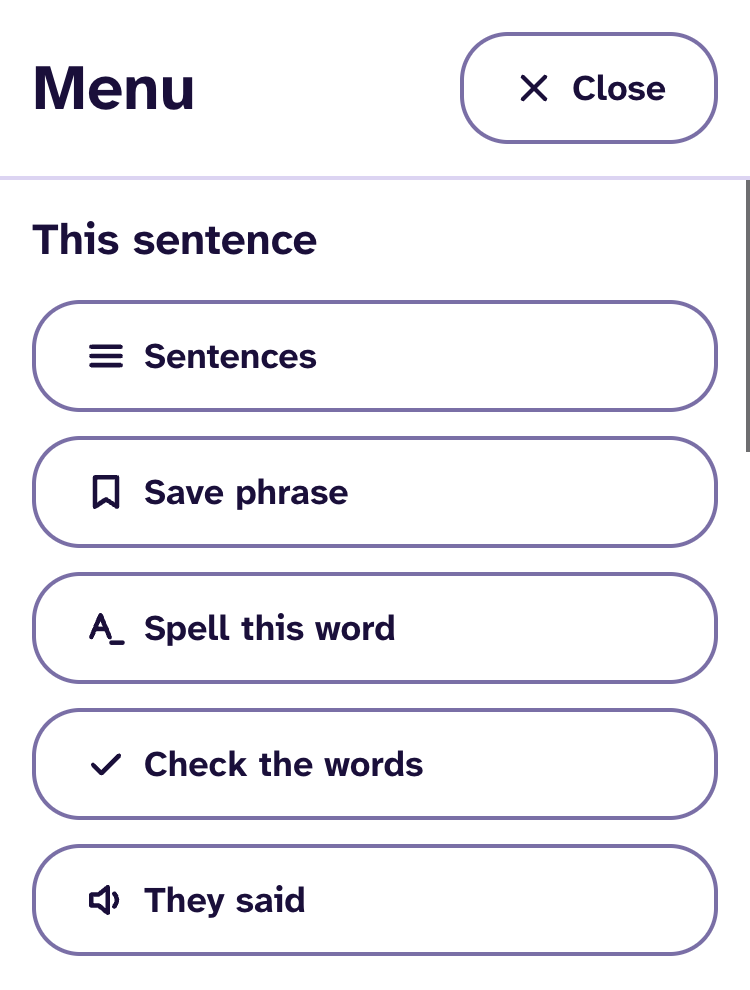 Menu
Close
This sentence
Sentences
Save phrase
Spell this word
Check the words
They said